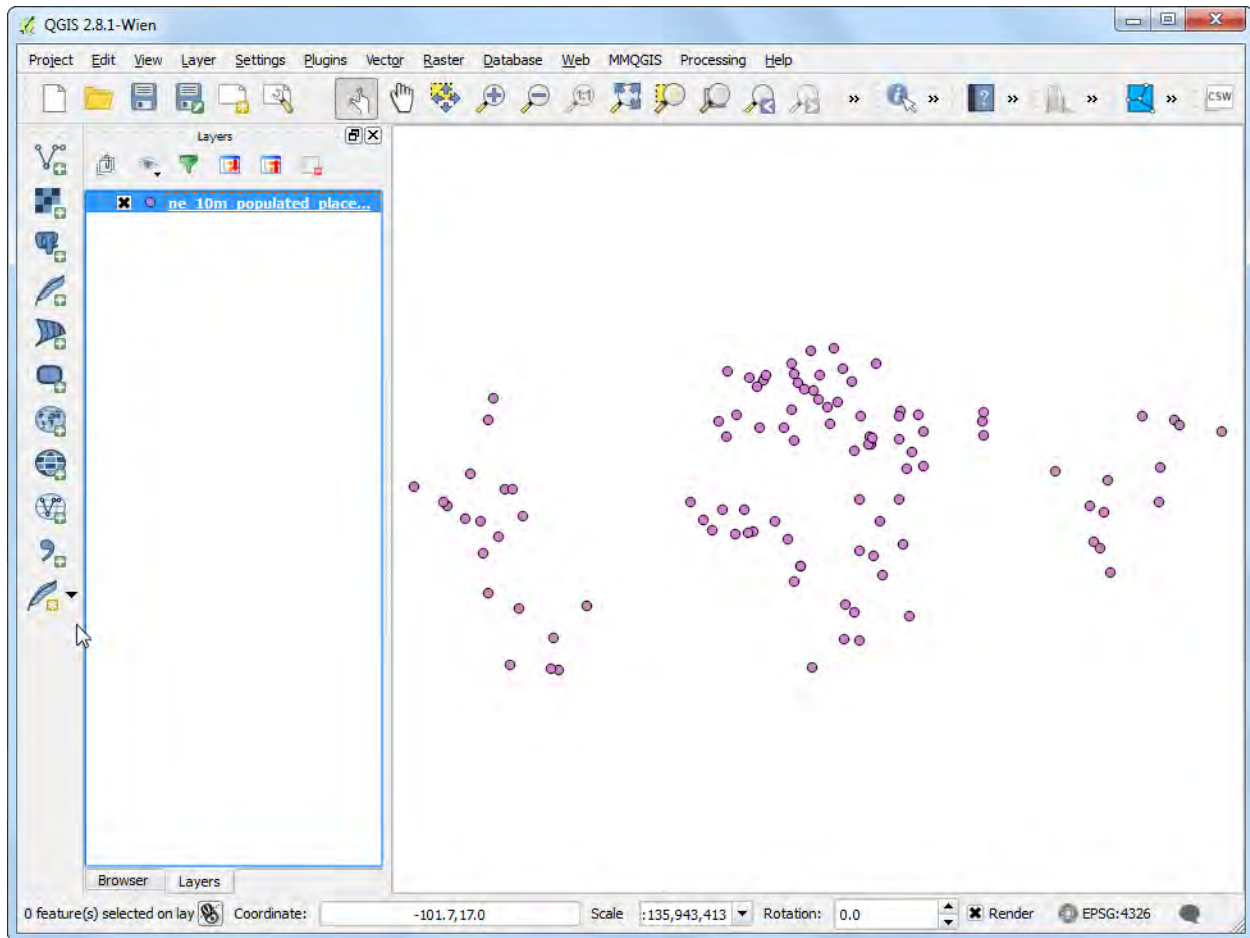 QGIS 2.8.1-Wien
Project Edit View Layer Settings Plugins Vector Raster Database Web MMQGIS Processing Help
1:1 » » ? » » » CSW
Layers
ne_10m_populated_place...
Browser Layers
0 feature(s) selected on lay Coordinate: -101.7,17.0 Scale :135,943,413 Rotation: 0.0 Render EPSG:4326